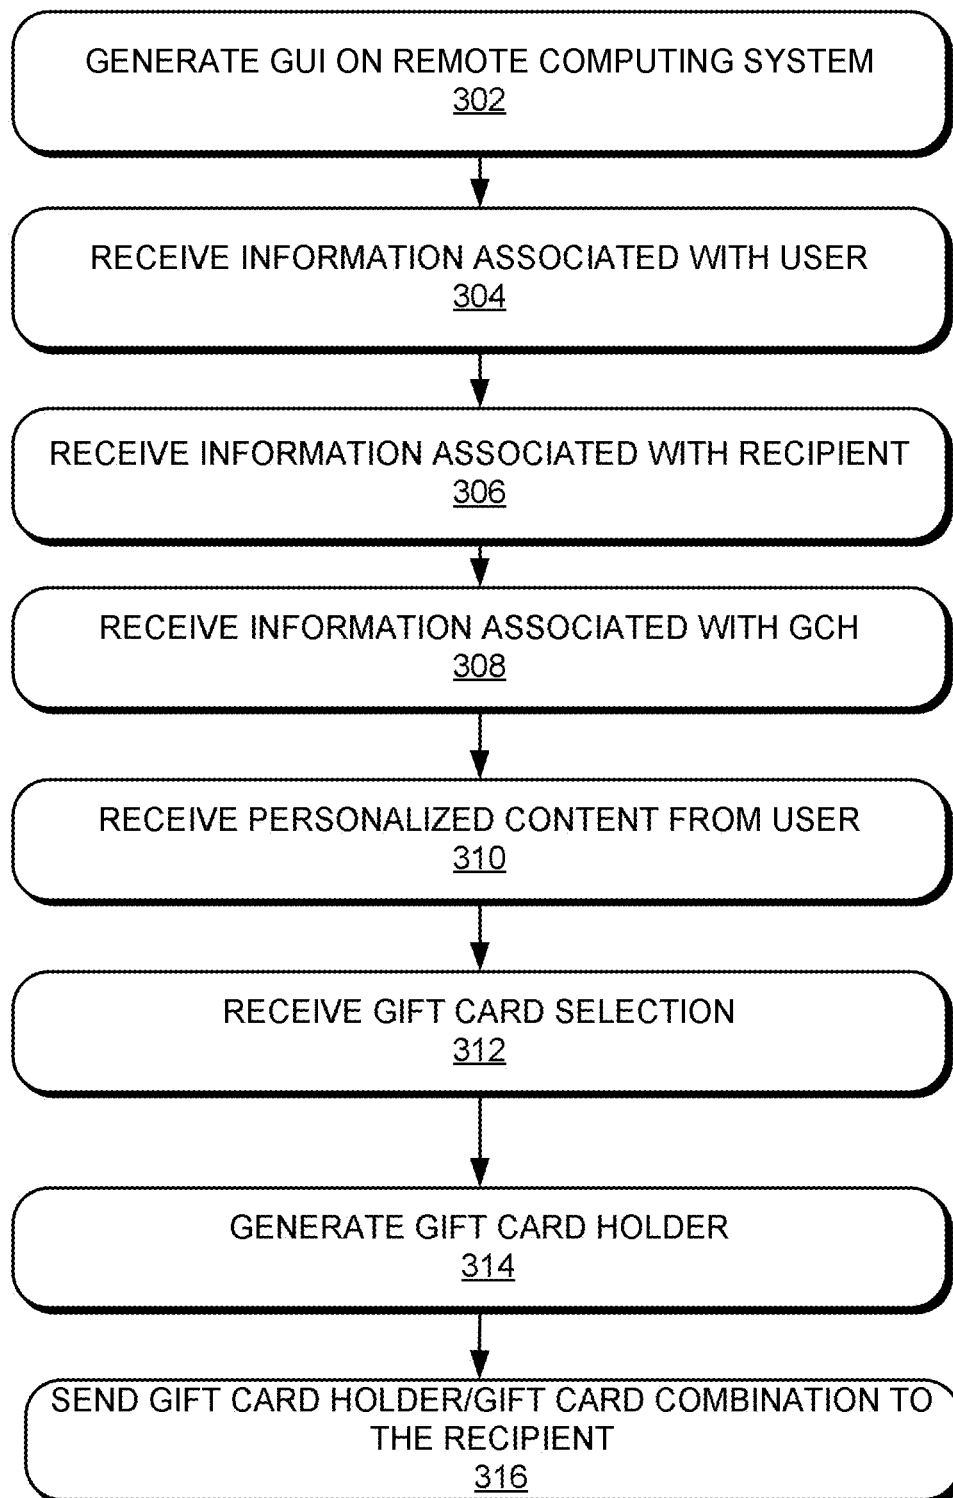 GENERATE GUI ON REMOTE COMPUTING SYSTEM
302
RECEIVE INFORMATION ASSOCIATED WITH USER
304
RECEIVE INFORMATION ASSOCIATED WITH RECIPIENT
306
RECEIVE INFORMATION ASSOCIATED WITH GCH
308
RECEIVE PERSONALIZED CONTENT FROM USER
310
RECEIVE GIFT CARD SELECTION
312
GENERATE GIFT CARD HOLDER
314
SEND GIFT CARD HOLDER/GIFT CARD COMBINATION TO
THE RECIPIENT
316